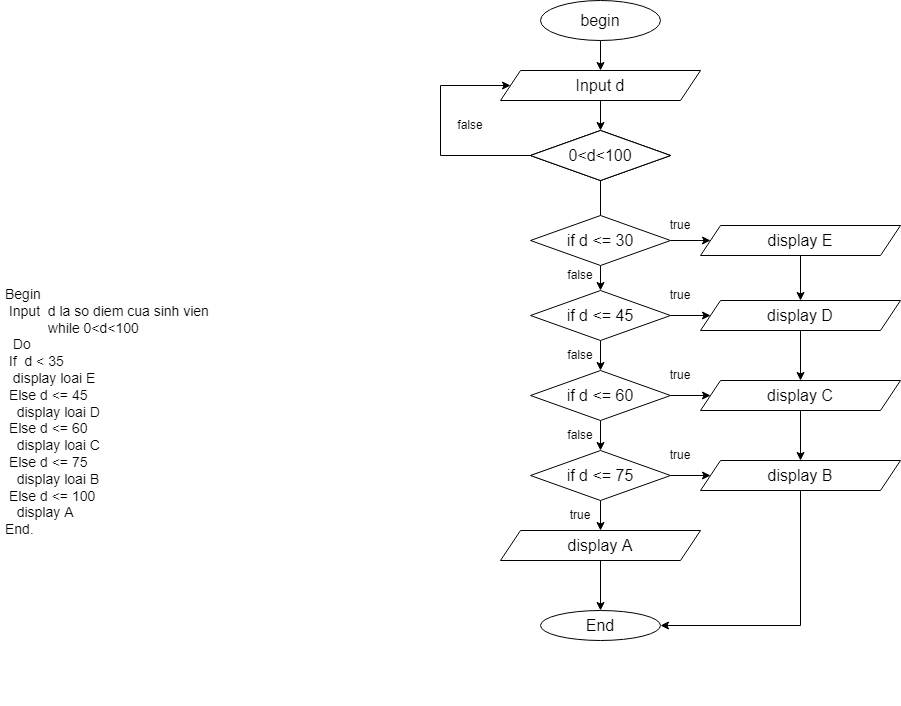 Begin
Input d la so diem cua sinh vien
while 0<d<100
Do
If d < 35
display loai E
Else d <= 45
display loai D
Else d <= 60
display loai C
Else d <= 75
display loai B
Else d <= 100
display A
End.
begin
Input d
false
0<d<100
true
if d <= 30
display E
false
true
if d <= 45
display D
false
true
if d <= 60
display C
false
true
if d <= 75
display B
true
display A
End